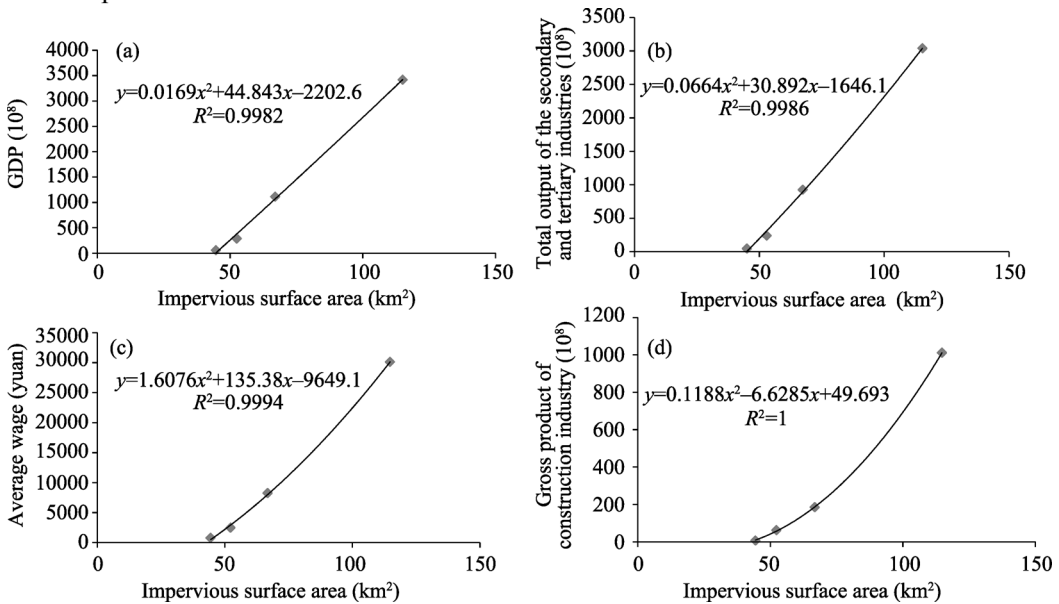 (a)
y=0.0169x²+44.843x–2202.6
R²=0.9982
GDP (10⁸)
4000
3500
3000
2500
2000
1500
1000
500
0
0 50 100 150
Impervious surface area (km²)
(b)
y=0.0664x²+30.892x–1646.1
R²=0.9986
Total output of the secondary
and tertiary industries (10⁸)
3500
3000
2500
2000
1500
1000
500
0
0 50 100 150
Impervious surface area (km²)
(c)
y=1.6076x²+135.38x–9649.1
R²=0.9994
Average wage (yuan)
35000
30000
25000
20000
15000
10000
5000
0
0 50 100 150
Impervious surface area (km²)
(d)
y=0.1188x²–6.6285x+49.693
R²=1
Gross product of
construction industry (10⁸)
1200
1000
800
600
400
200
0
0 50 100 150
Impervious surface area (km²)